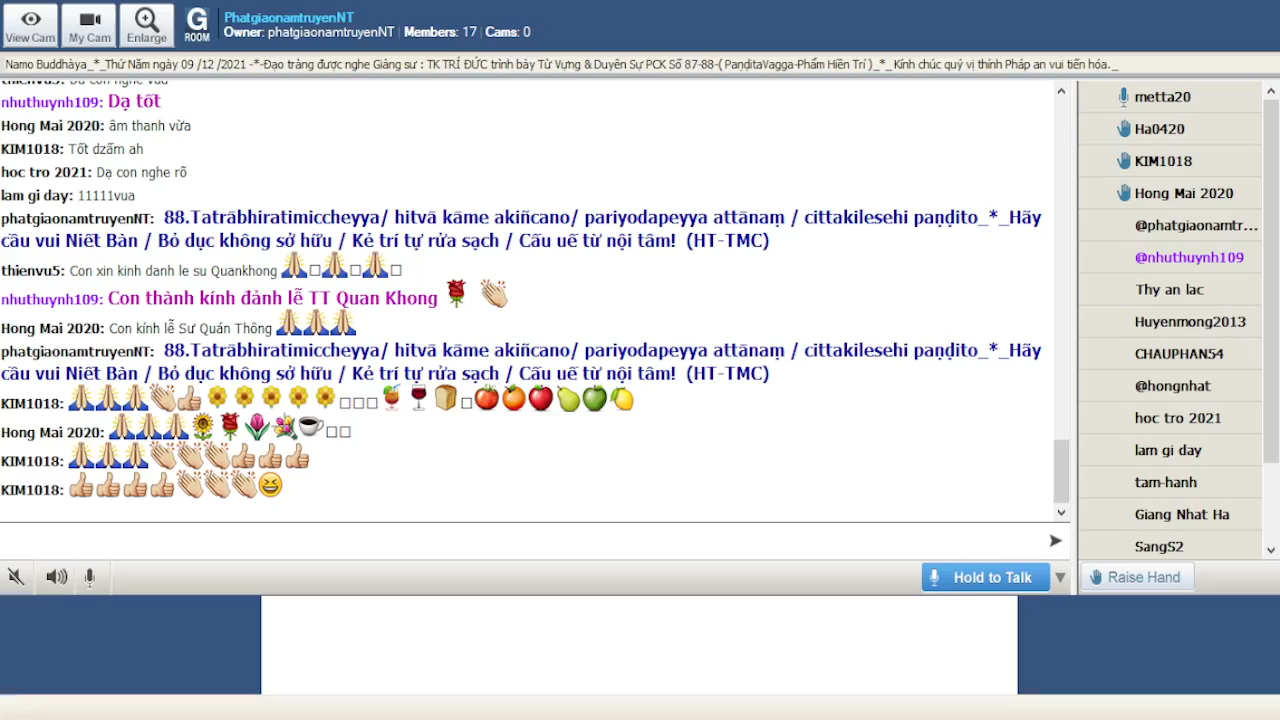 PhatgiaonamtruyenNT
Owner: phatgiaonamtruyenNT | Members: 17 | Cams: 0
View Cam My Cam Enlarge G ROOM
Namo Buddhàya_*_Thứ Năm ngày 09 /12 /2021 -*-Đạo tràng được nghe Giảng sư : TK TRÍ ĐỨC trình bày Từ Vựng & Duyên Sự PCK Số 87-88-( PaṇḍitaVagga-Phẩm Hiền Trí )_*_ Kính chúc quý vị thính Pháp an vui tiến hóa._
nhuthuynh109: Dạ tốt
Hong Mai 2020: âm thanh vừa
KIM1018: Tốt dzẩm ah
hoc tro 2021: Dạ con nghe rõ
lam gi day: 11111vua
phatgiaonamtruyenNT: 88.Tatrābhiratimiccheyya/ hitvā kāme akiñcano/ pariyodapeyya attānaṃ / cittakilesehi paṇḍito_*_Hãy
cầu vui Niết Bàn / Bỏ dục không sở hữu / Kẻ trí tự rửa sạch / Cấu uế từ nội tâm! (HT-TMC)
thienvu5: Con xin kinh danh le su Quankhong 🙏□🙏□🙏□
nhuthuynh109: Con thành kính đảnh lễ TT Quan Khong 🌹 👏
Hong Mai 2020: Con kính lễ Sư Quán Thông 🙏🙏🙏
phatgiaonamtruyenNT: 88.Tatrābhiratimiccheyya/ hitvā kāme akiñcano/ pariyodapeyya attānaṃ / cittakilesehi paṇḍito_*_Hãy
cầu vui Niết Bàn / Bỏ dục không sở hữu / Kẻ trí tự rửa sạch / Cấu uế từ nội tâm! (HT-TMC)
KIM1018: 🙏🙏🙏👏👍🌼🌼🌼🌼🌼□□□🍹🍷🍞□🍅🍊🍎🍐🍏🍋
Hong Mai 2020: 🙏🙏🙏🌻🌹🌷💐☕□□
KIM1018: 🙏🙏🙏👏👏👏👍👍👍
KIM1018: 👍👍👍👍👏👏👏😆
metta20
Ha0420
KIM1018
Hong Mai 2020
@phatgiaonamtr...
@nhuthuynh109
Thy an lac
Huyenmong2013
CHAUPHAN54
@hongnhat
hoc tro 2021
lam gi day
tam-hanh
Giang Nhat Ha
SangS2
Hold to Talk
Raise Hand